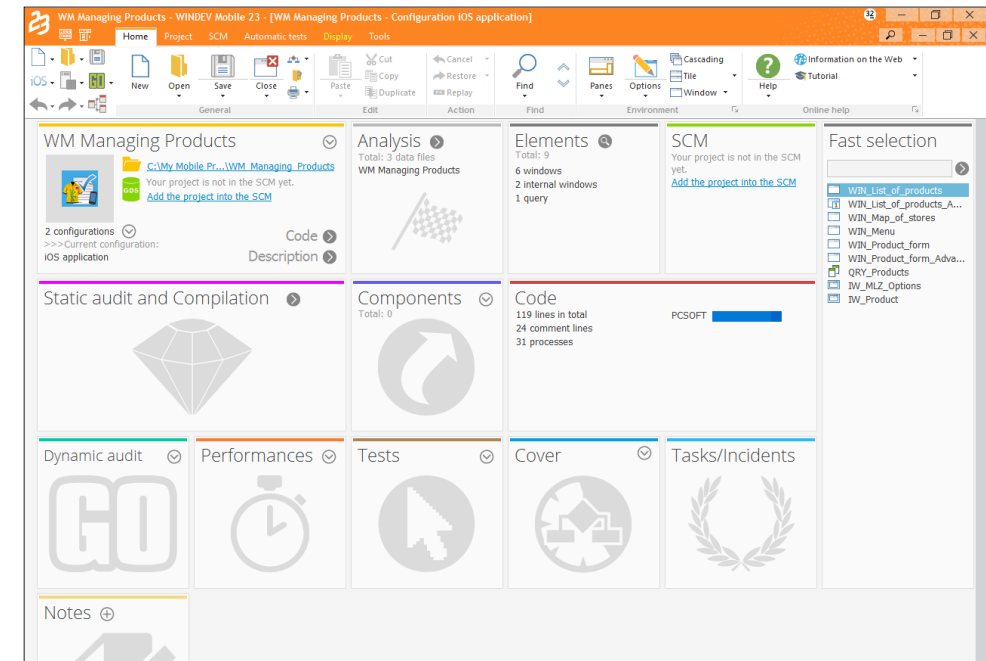 WM Managing Products - WINDEV Mobile 23 - [WM Managing Products - Configuration iOS application]
23
32
Home Project SCM Automatic tests Display Tools
iOS
New Open Save Close
General
Paste
Cut
Copy
Duplicate
Edit
Cancel
Restore
Replay
Action
Find
Find
Panes Options
Cascading
Tile
Window
Environment
Help
Information on the Web
Tutorial
Online help
WM Managing Products
C:\My Mobile Pr...\WM_Managing_Products
GDS
Your project is not in the SCM yet.
Add the project into the SCM
2 configurations
>>>Current configuration:
iOS application
Code
Description
Analysis
Total: 3 data files
WM Managing Products
Elements
Total: 9
6 windows
2 internal windows
1 query
SCM
Your project is not in the SCM
yet.
Add the project into the SCM
Fast selection
WIN_List_of_products
WIN_List_of_products_A...
WIN_Map_of_stores
WIN_Menu
WIN_Product_form
WIN_Product_form_Adva...
QRY_Products
IW_MLZ_Options
IW_Product
Static audit and Compilation
Components
Total: 0
Code
119 lines in total
24 comment lines
31 processes
PCSOFT
Dynamic audit
GO
Performances
Tests
Cover
Tasks/Incidents
Notes